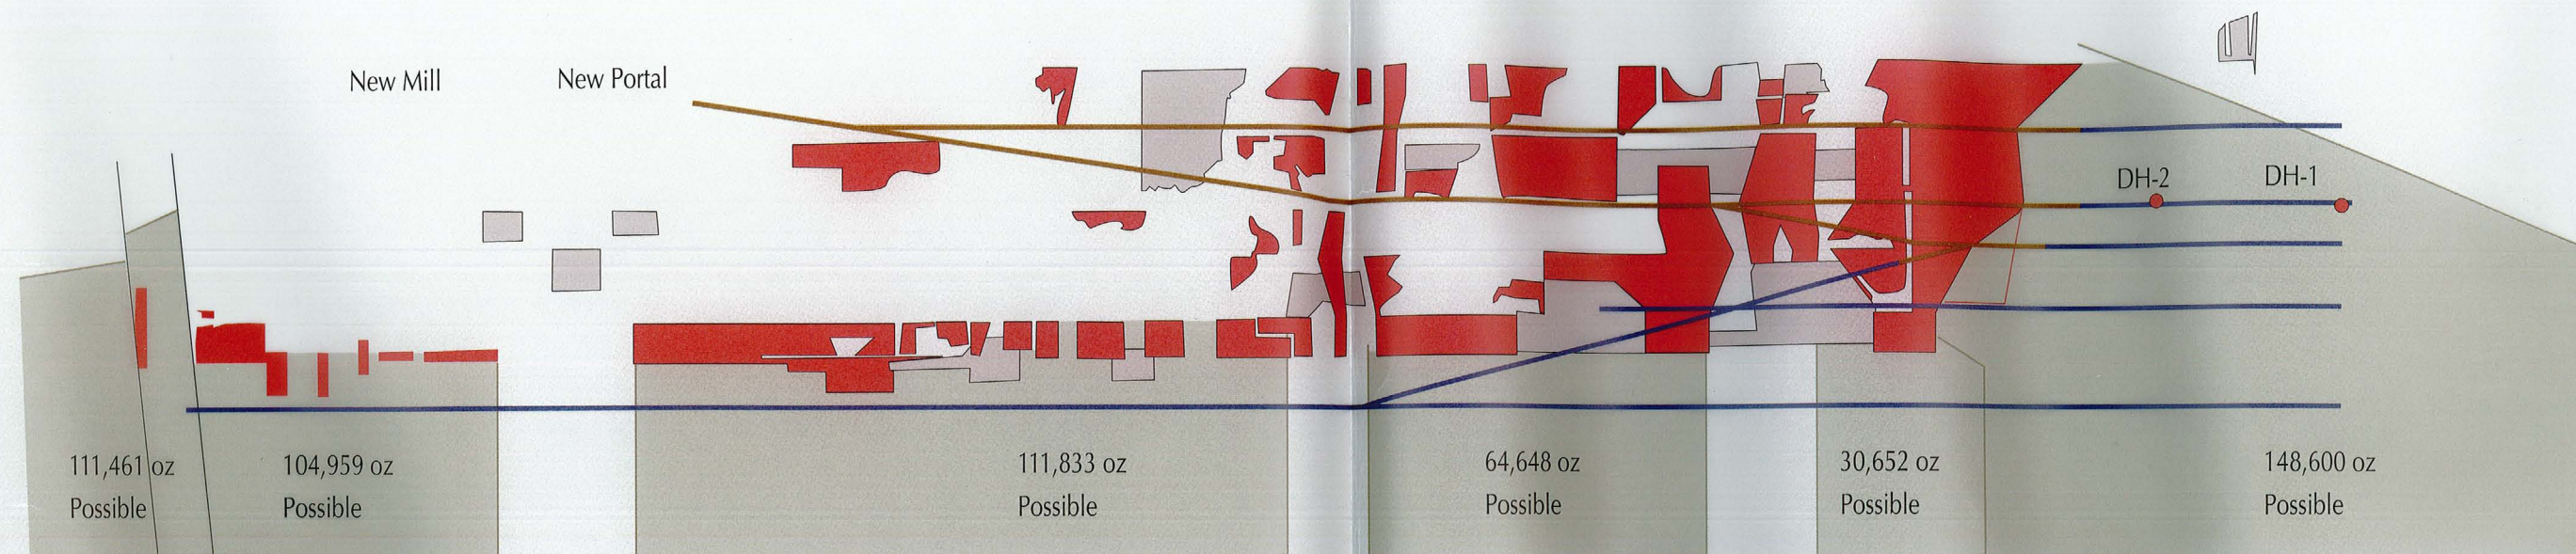 New Mill
New Portal
DH-2
DH-1
111,461 oz
Possible
104,959 oz
Possible
111,833 oz
Possible
64,648 oz
Possible
30,652 oz
Possible
148,600 oz
Possible